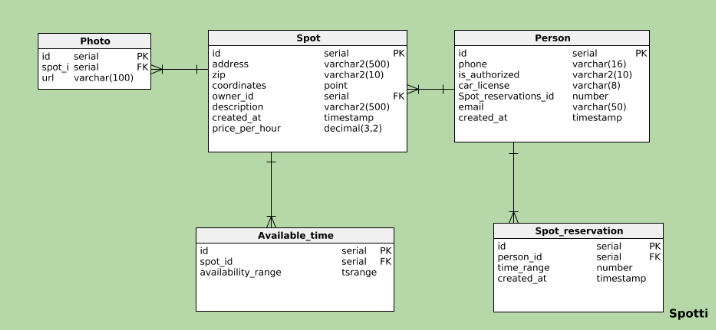 Photo
id serial PK
spot_i serial FK
url varchar(100)
Spot
id serial PK
address varchar2(500)
zip varchar2(10)
coordinates point
owner_id serial FK
description varchar2(500)
created_at timestamp
price_per_hour decimal(3,2)
Person
id serial PK
phone varchar(16)
is_authorized varchar2(10)
car_license varchar(8)
Spot_reservations_id number
email varchar(50)
created_at timestamp
Available_time
id serial PK
spot_id serial FK
availability_range tsrange
Spot_reservation
id serial PK
person_id serial FK
time_range number
created_at timestamp
Spotti